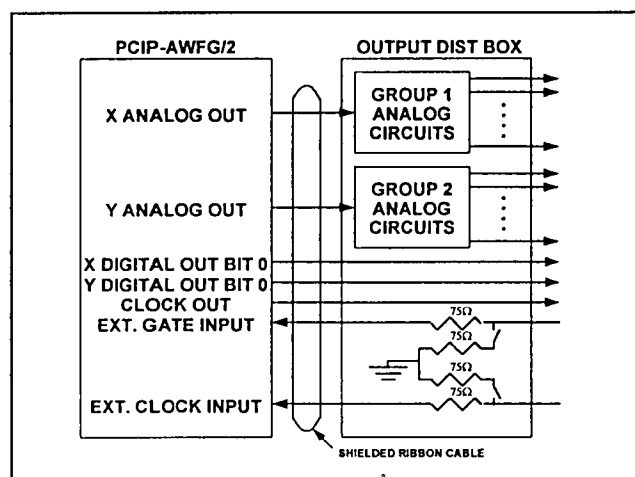 PCIP-AWFG/2
OUTPUT DIST BOX
X ANALOG OUT
GROUP 1
ANALOG
CIRCUITS
Y ANALOG OUT
GROUP 2
ANALOG
CIRCUITS
X DIGITAL OUT BIT 0
Y DIGITAL OUT BIT 0
CLOCK OUT
EXT. GATE INPUT
75Ω
75Ω
75Ω
75Ω
EXT. CLOCK INPUT
SHIELDED RIBBON CABLE